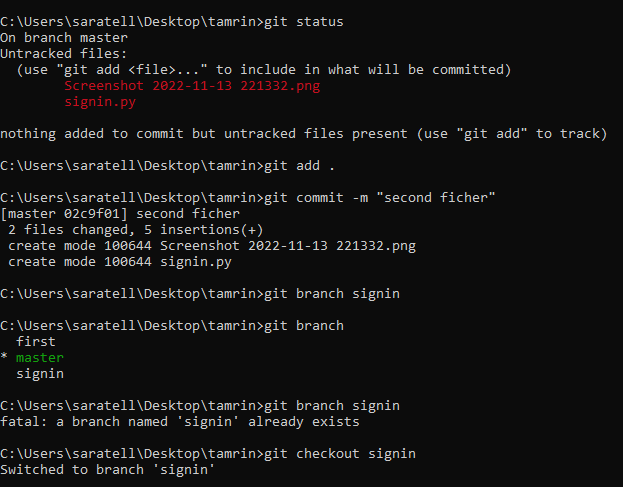 C:\Users\saratell\Desktop\tamrin>git status
On branch master
Untracked files:
  (use "git add <file>..." to include in what will be committed)
        Screenshot 2022-11-13 221332.png
        signin.py
nothing added to commit but untracked files present (use "git add" to track)
C:\Users\saratell\Desktop\tamrin>git add .
C:\Users\saratell\Desktop\tamrin>git commit -m "second ficher"
[master 02c9f01] second ficher
 2 files changed, 5 insertions(+)
 create mode 100644 Screenshot 2022-11-13 221332.png
 create mode 100644 signin.py
C:\Users\saratell\Desktop\tamrin>git branch signin
C:\Users\saratell\Desktop\tamrin>git branch
  first
* master
  signin
C:\Users\saratell\Desktop\tamrin>git branch signin
fatal: a branch named 'signin' already exists
C:\Users\saratell\Desktop\tamrin>git checkout signin
Switched to branch 'signin'